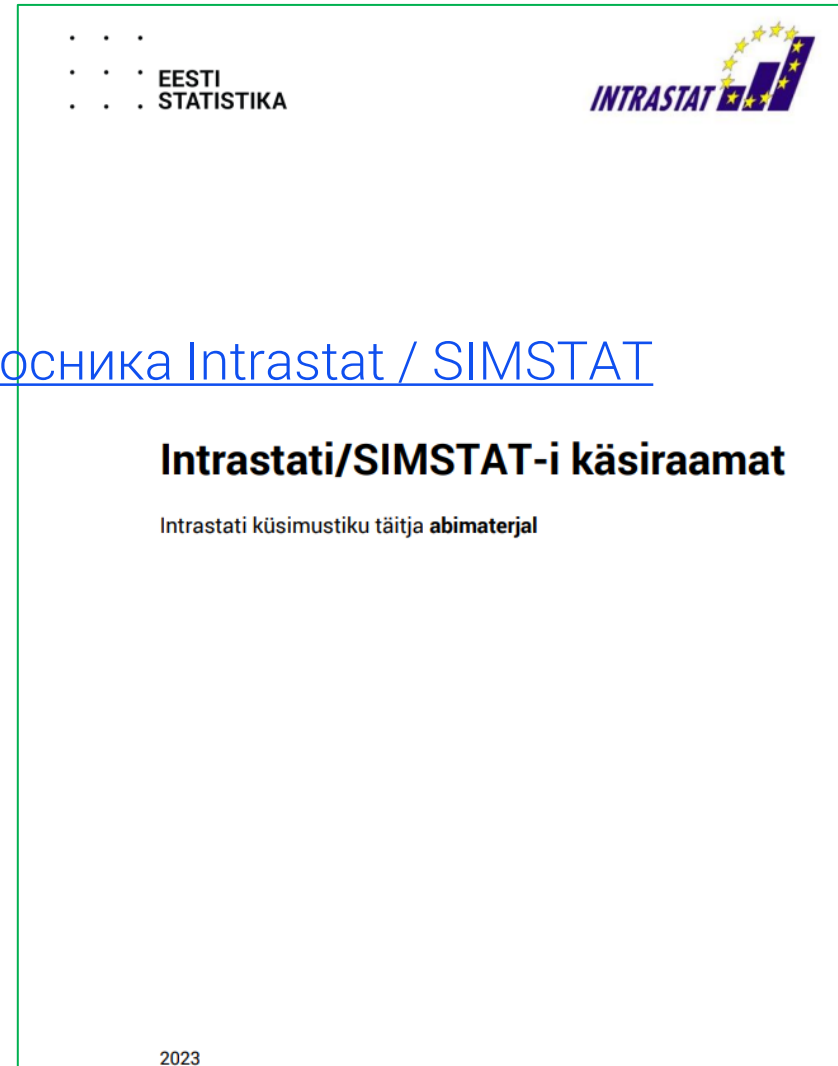 EESTI
STATISTIKA
INTRASTAT
осника Intrastat / SIMSTAT
Intrastati/SIMSTAT-i käsiraamat
Intrastati küsimustiku täitja abimaterjal
2023